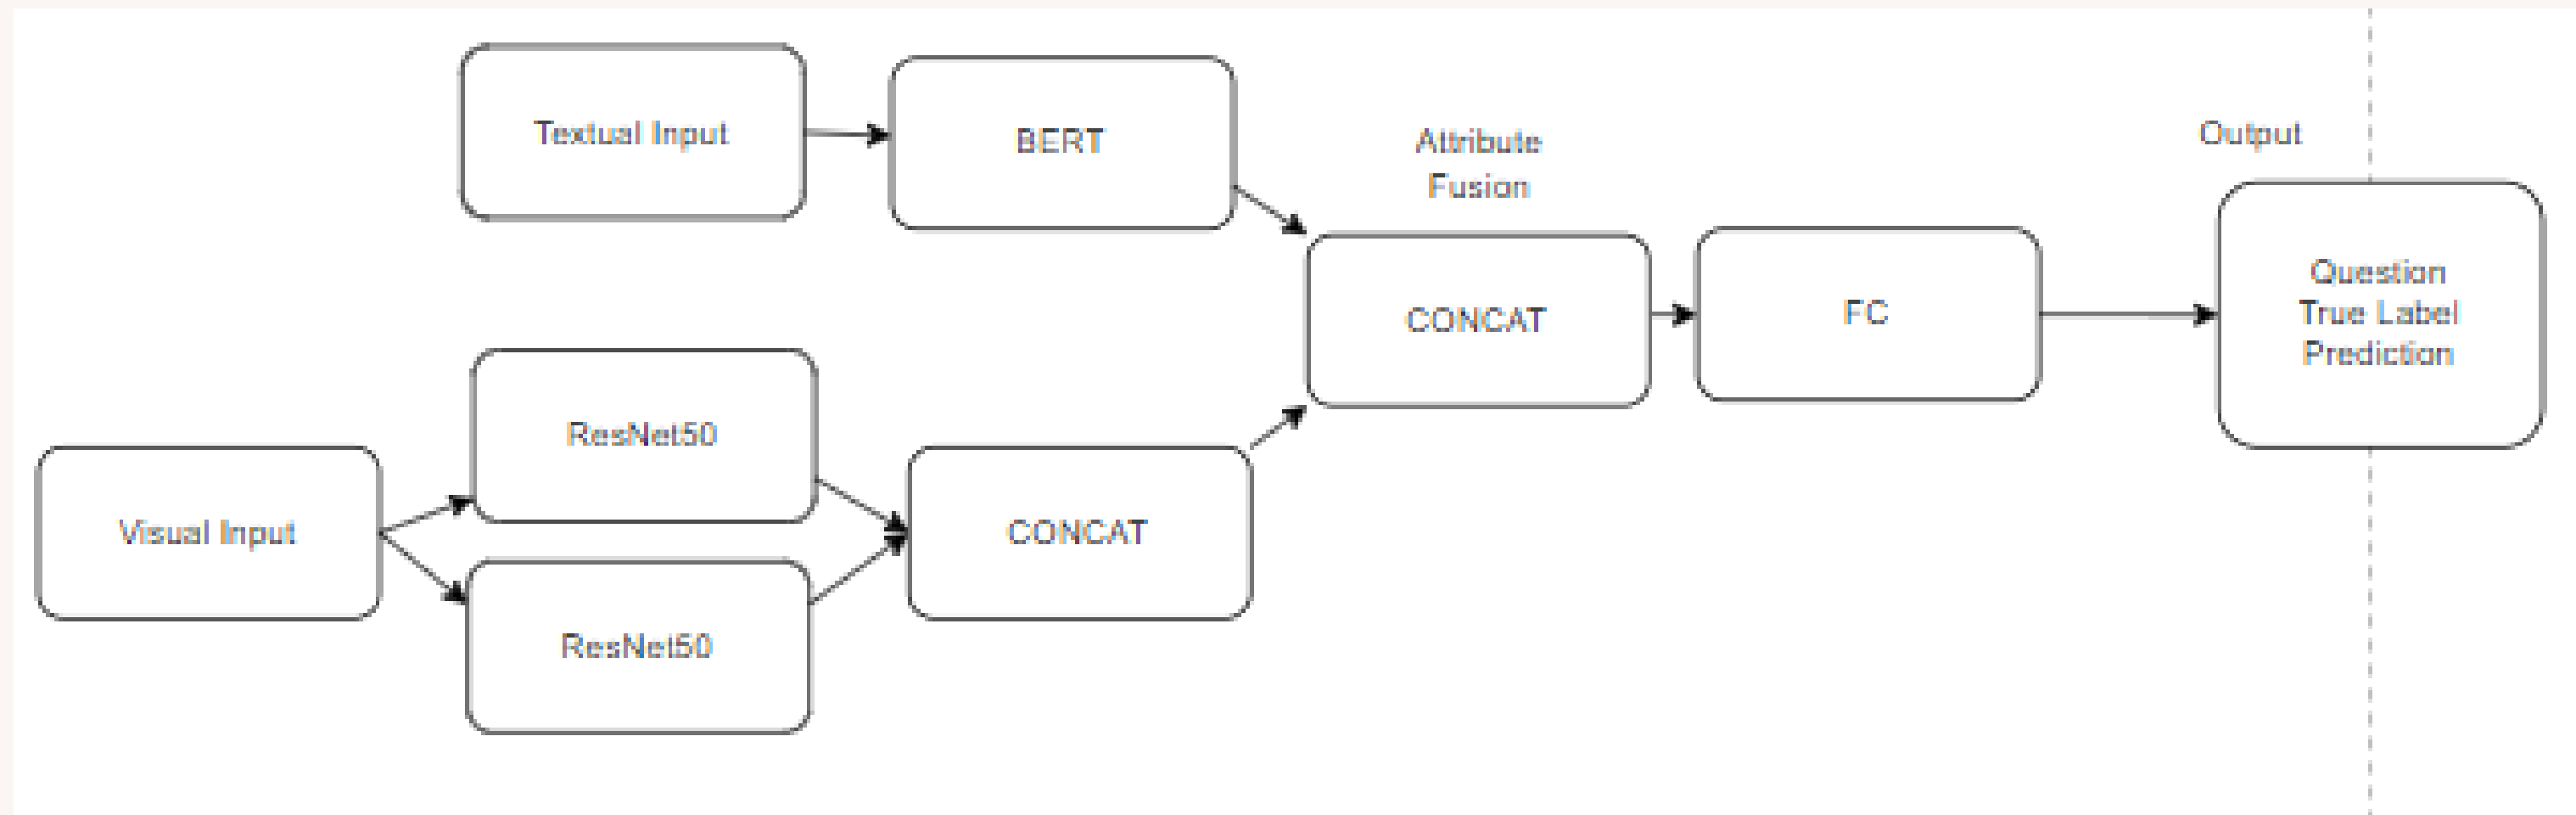 Textual Input
BERT
Attribute
Fusion
Output
CONCAT
FC
Question
True Label
Prediction
ResNet50
Visual Input
CONCAT
ResNet50